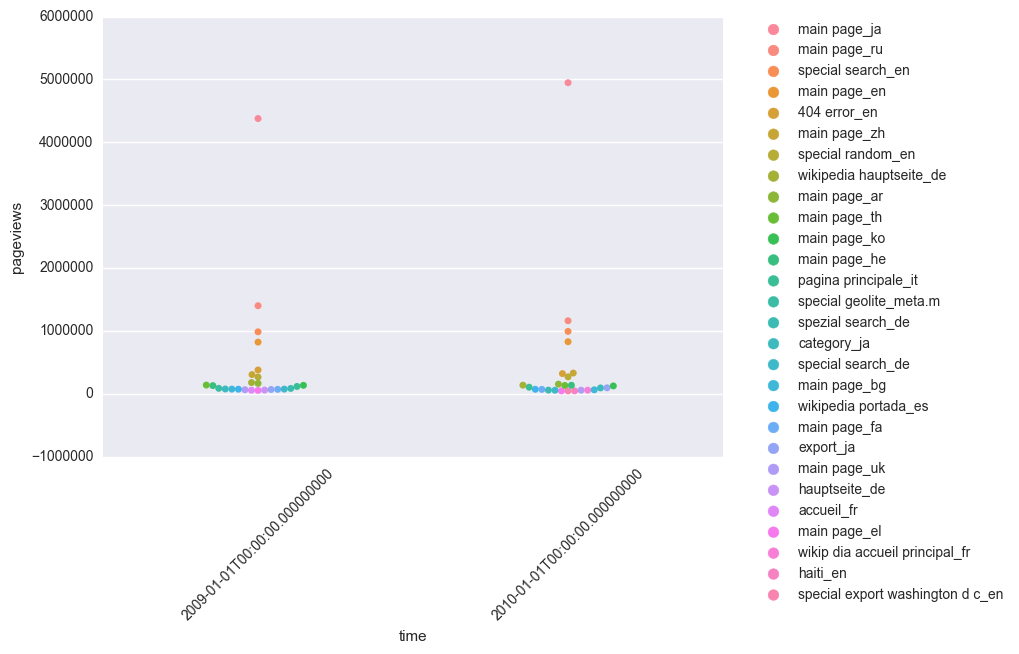 6000000
5000000
4000000
3000000
2000000
1000000
0
−1000000
pageviews
2009-01-01T00:00:00.000000000
2010-01-01T00:00:00.000000000
time
main page_ja
main page_ru
special search_en
main page_en
404 error_en
main page_zh
special random_en
wikipedia hauptseite_de
main page_ar
main page_th
main page_ko
main page_he
pagina principale_it
special geolite_meta.m
spezial search_de
category_ja
special search_de
main page_bg
wikipedia portada_es
main page_fa
export_ja
main page_uk
hauptseite_de
accueil_fr
main page_el
wikip dia accueil principal_fr
haiti_en
special export washington d c_en